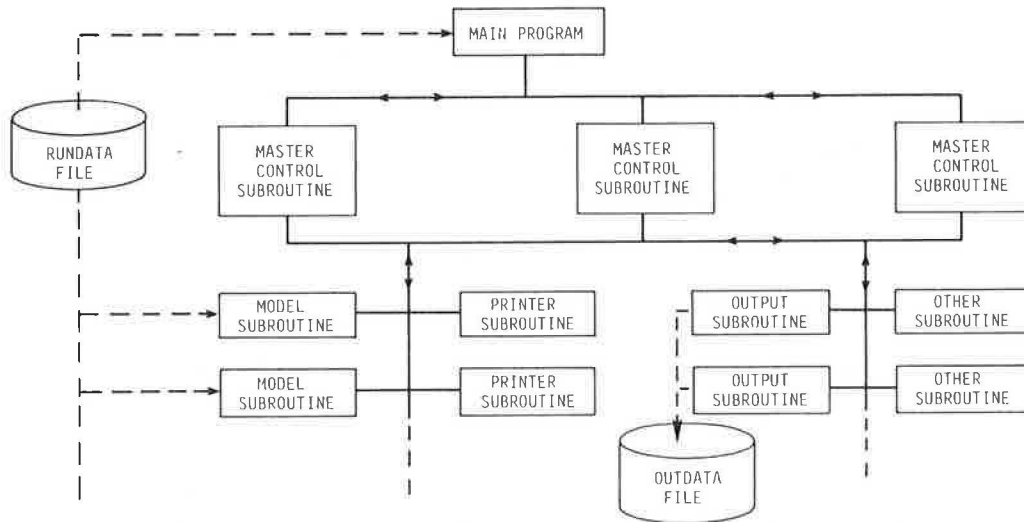 MAIN PROGRAM
RUNDATA
FILE
MASTER
CONTROL
SUBROUTINE
MASTER
CONTROL
SUBROUTINE
MASTER
CONTROL
SUBROUTINE
MODEL
SUBROUTINE
PRINTER
SUBROUTINE
OUTPUT
SUBROUTINE
OTHER
SUBROUTINE
MODEL
SUBROUTINE
PRINTER
SUBROUTINE
OUTPUT
SUBROUTINE
OTHER
SUBROUTINE
OUTDATA
FILE